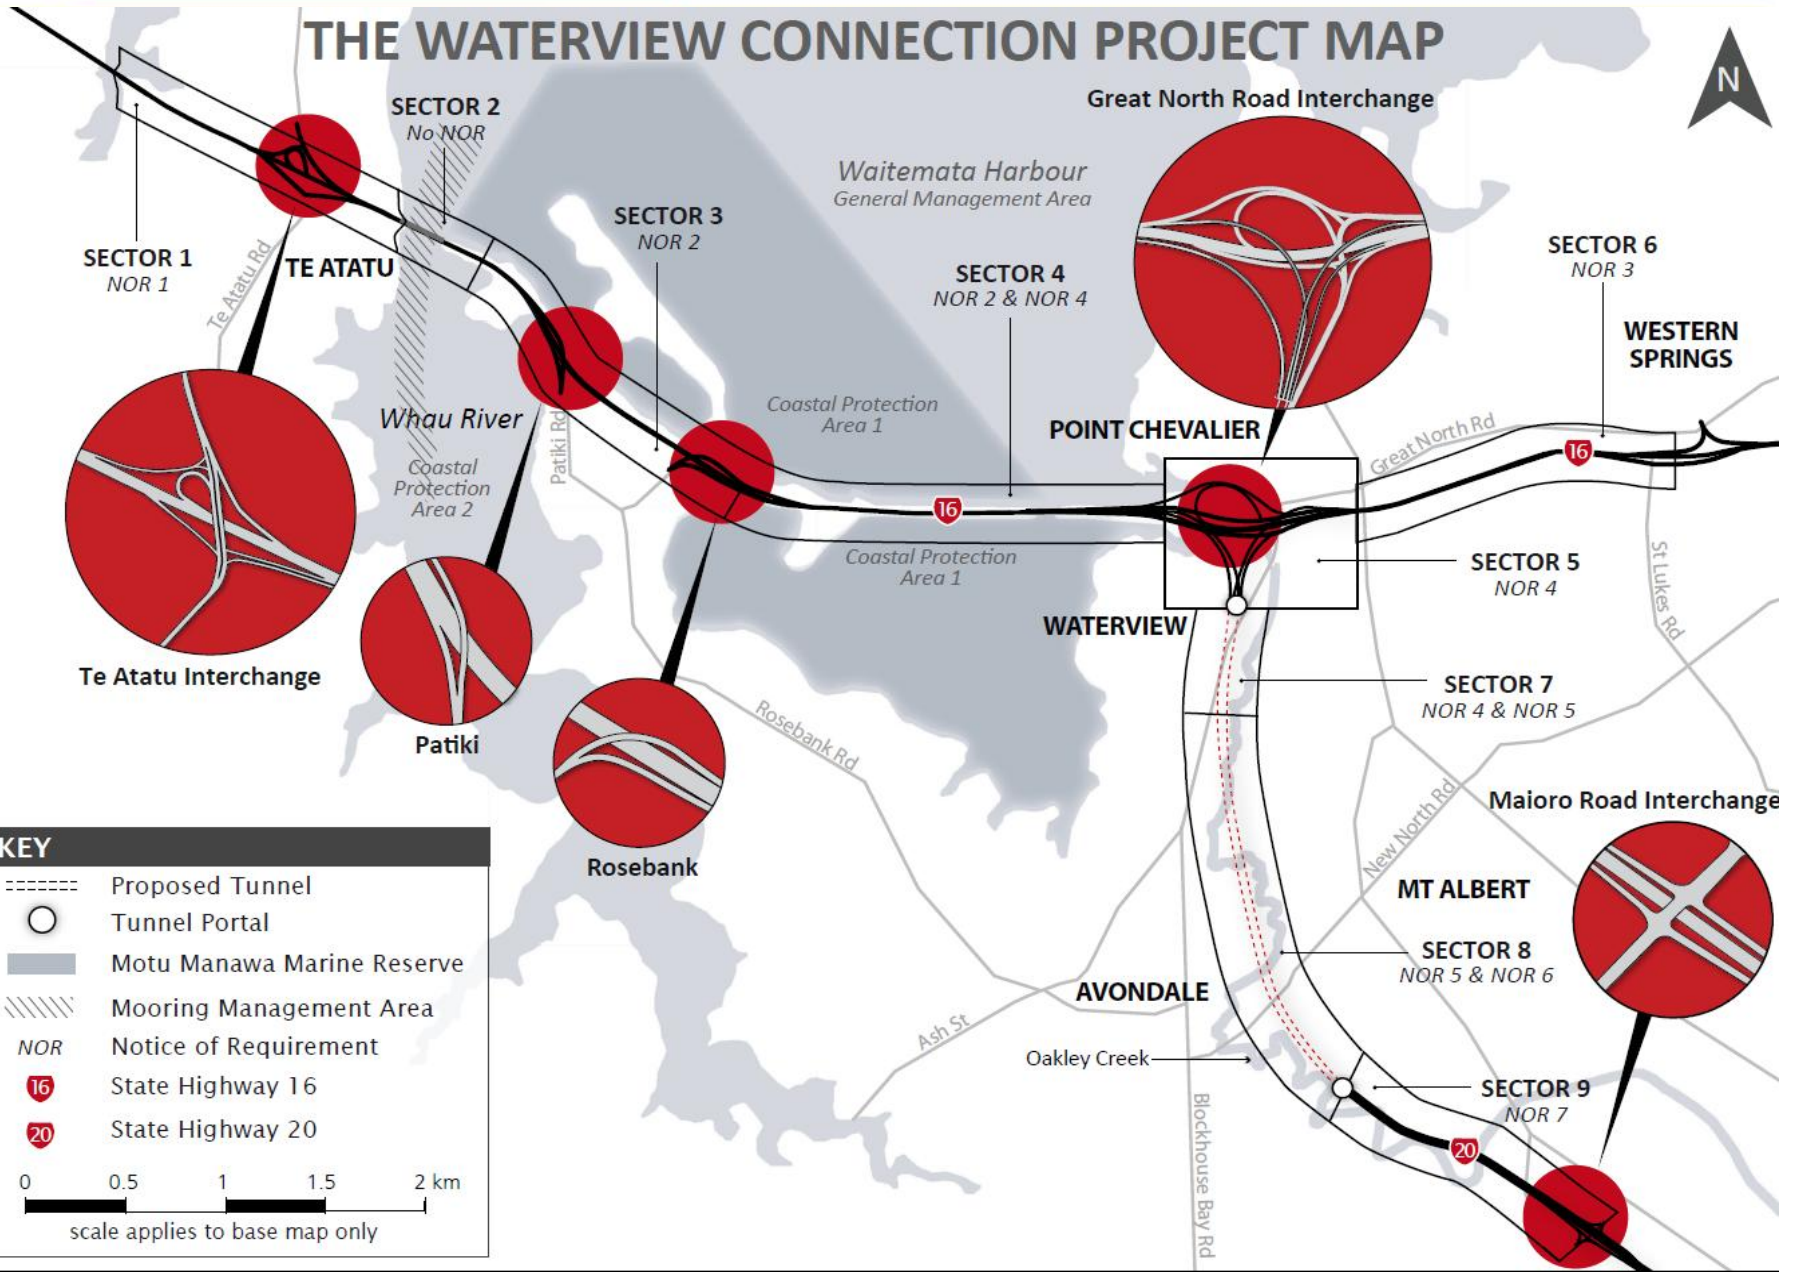 THE WATERVIEW CONNECTION PROJECT MAP
N
Great North Road Interchange
SECTOR 2
No NOR
Waitemata Harbour
General Management Area
SECTOR 3
NOR 2
SECTOR 1
NOR 1
Te Atatu Rd
TE ATATU
SECTOR 4
NOR 2 & NOR 4
SECTOR 6
NOR 3
WESTERN
SPRINGS
Coastal Protection
Area 1
Whau River
Patiki Rd
POINT CHEVALIER
Great North Rd
16
Coastal
Protection
Area 2
16
Coastal Protection
Area 1
SECTOR 5
NOR 4
St Lukes Rd
WATERVIEW
Te Atatu Interchange
SECTOR 7
NOR 4 & NOR 5
Patiki
Rosebank Rd
New North Rd
Maioro Road Interchange
Rosebank
MT ALBERT
SECTOR 8
NOR 5 & NOR 6
AVONDALE
Ash St
Oakley Creek
SECTOR 9
NOR 7
Blockhouse Bay Rd
20
KEY
Proposed Tunnel
Tunnel Portal
Motu Manawa Marine Reserve
Mooring Management Area
NOR Notice of Requirement
16 State Highway 16
20 State Highway 20
0 0.5 1 1.5 2 km
scale applies to base map only